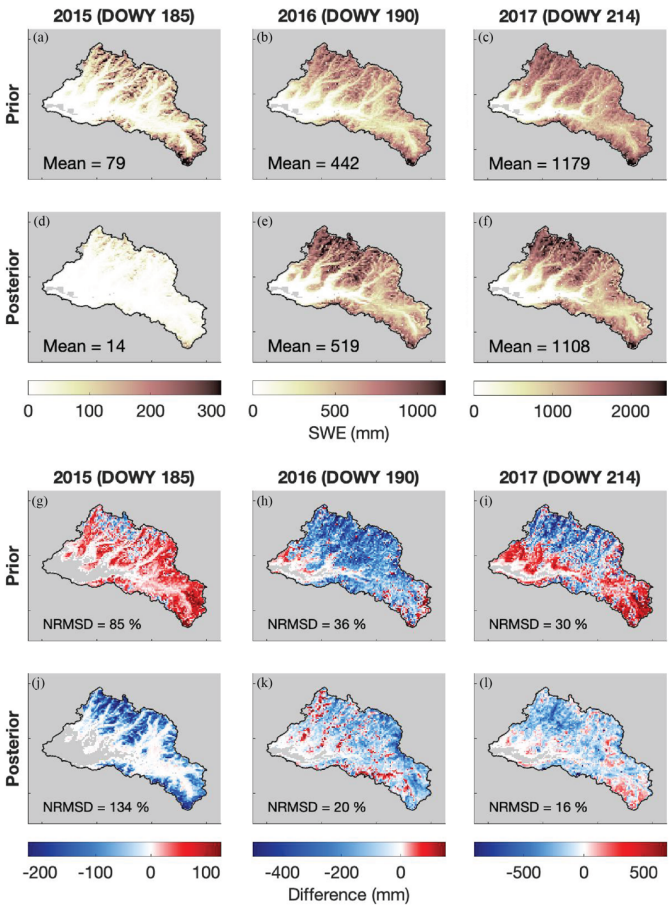 2015 (DOWY 185) 2016 (DOWY 190) 2017 (DOWY 214)
Prior
(a) (b) (c)
Mean = 79 Mean = 442 Mean = 1179
Posterior
(d) (e) (f)
Mean = 14 Mean = 519 Mean = 1108
0 100 200 300 0 500 1000 0 1000 2000
SWE (mm)
2015 (DOWY 185) 2016 (DOWY 190) 2017 (DOWY 214)
Prior
(g) (h) (i)
NRMSD = 85 % NRMSD = 36 % NRMSD = 30 %
Posterior
(j) (k) (l)
NRMSD = 134 % NRMSD = 20 % NRMSD = 16 %
-200 -100 0 100 -400 -200 0 -500 0 500
Difference (mm)